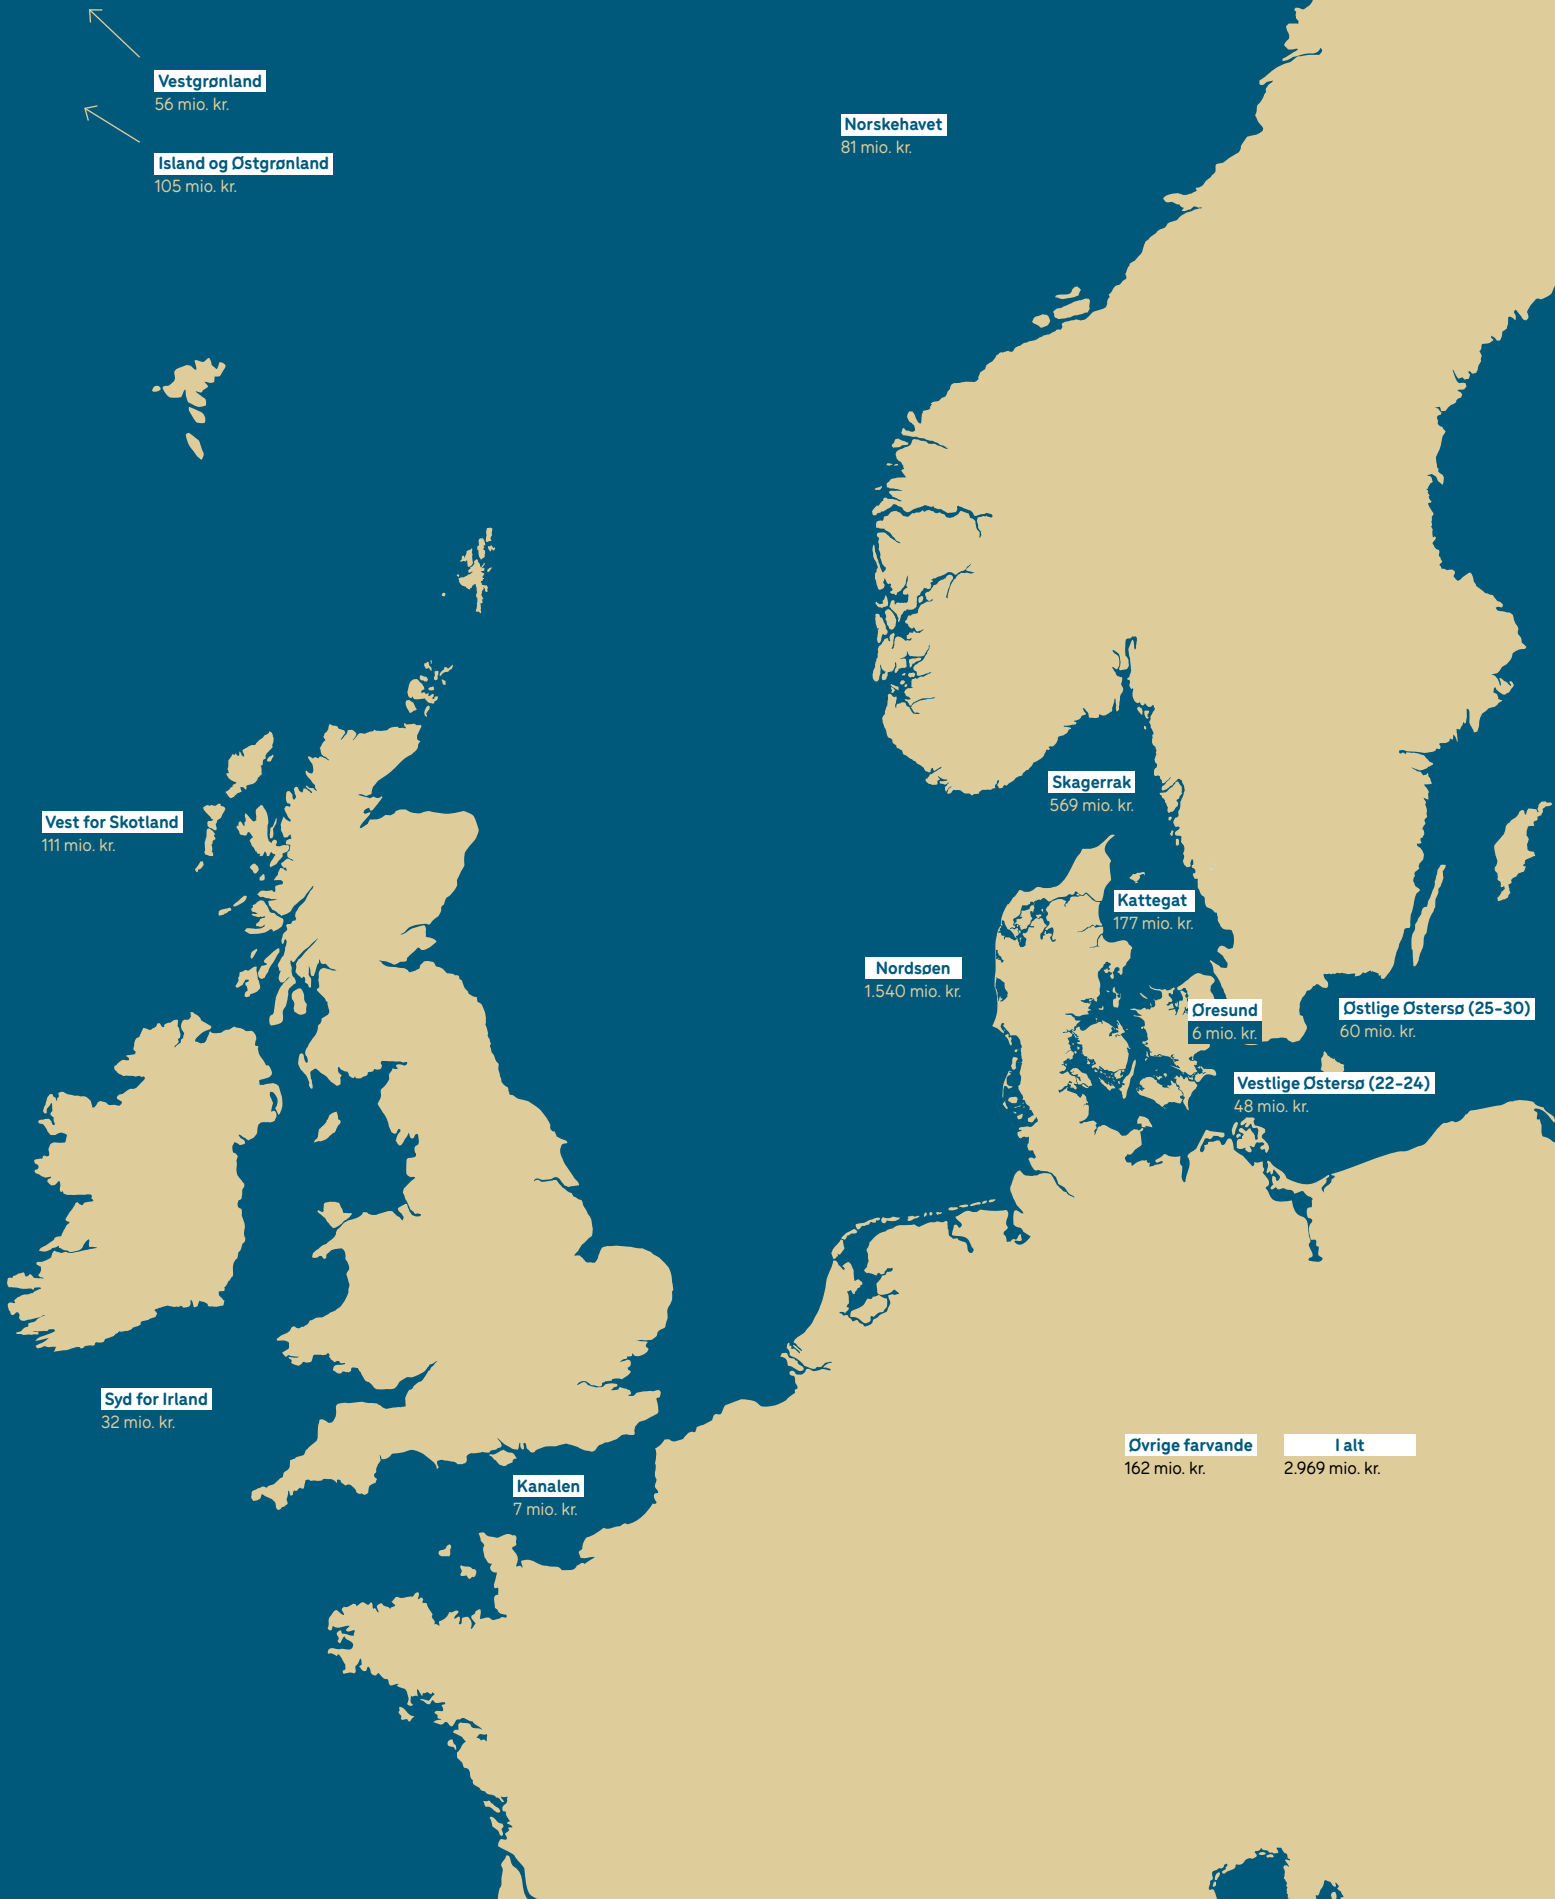 Vestgrønland
56 mio. kr.
Island og Østgrønland
105 mio. kr.
Norskehavet
81 mio. kr.
Skagerrak
569 mio. kr.
Vest for Skotland
111 mio. kr.
Kattegat
177 mio. kr.
Nordsøen
1.540 mio. kr.
Øresund
6 mio. kr.
Østlige Østersø (25-30)
60 mio. kr.
Vestlige Østersø (22-24)
48 mio. kr.
Syd for Irland
32 mio. kr.
Kanalen
7 mio. kr.
Øvrige farvande
162 mio. kr.
I alt
2.969 mio. kr.